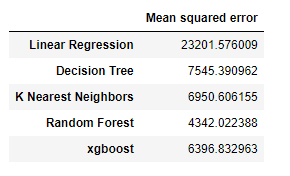 Mean squared error
Linear Regression 23201.576009
Decision Tree 7545.390962
K Nearest Neighbors 6950.606155
Random Forest 4342.022388
xgboost 6396.832963